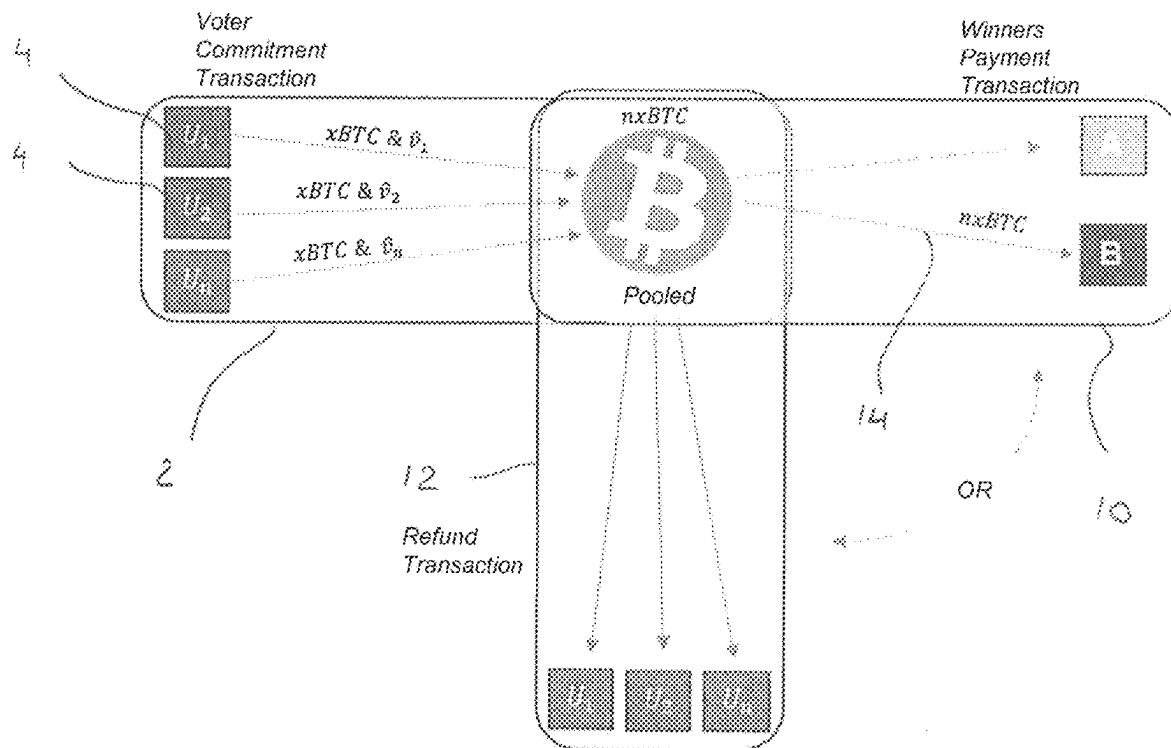 Voter
Commitment
Transaction
Winners
Payment
Transaction
4
4
U₁
U₂
Uₙ
xBTC & v̂₁
xBTC & v̂₂
xBTC & v̂ₙ
nxBTC
B
Pooled
A
nxBTC
B
2
12
14
10
OR
Refund
Transaction
U₁
U₂
Uₙ